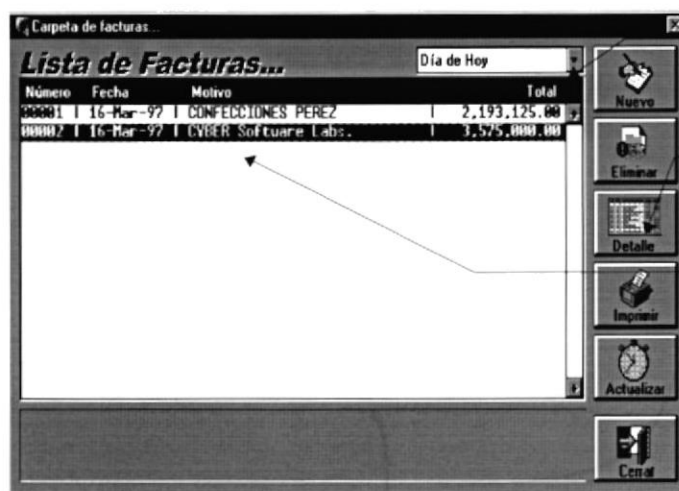 Carpeta de facturas...
Lista de Facturas...
Día de Hoy
Número Fecha Motivo Total
00001 | 16-Mar-97 | CONFECCIONES PEREZ | 2,193,125.00
00002 | 16-Mar-97 | CYBER Software Labs. | 3,575,000.00
Nuevo
Eliminar
Detalle
Imprimir
Actualizar
Cerrar